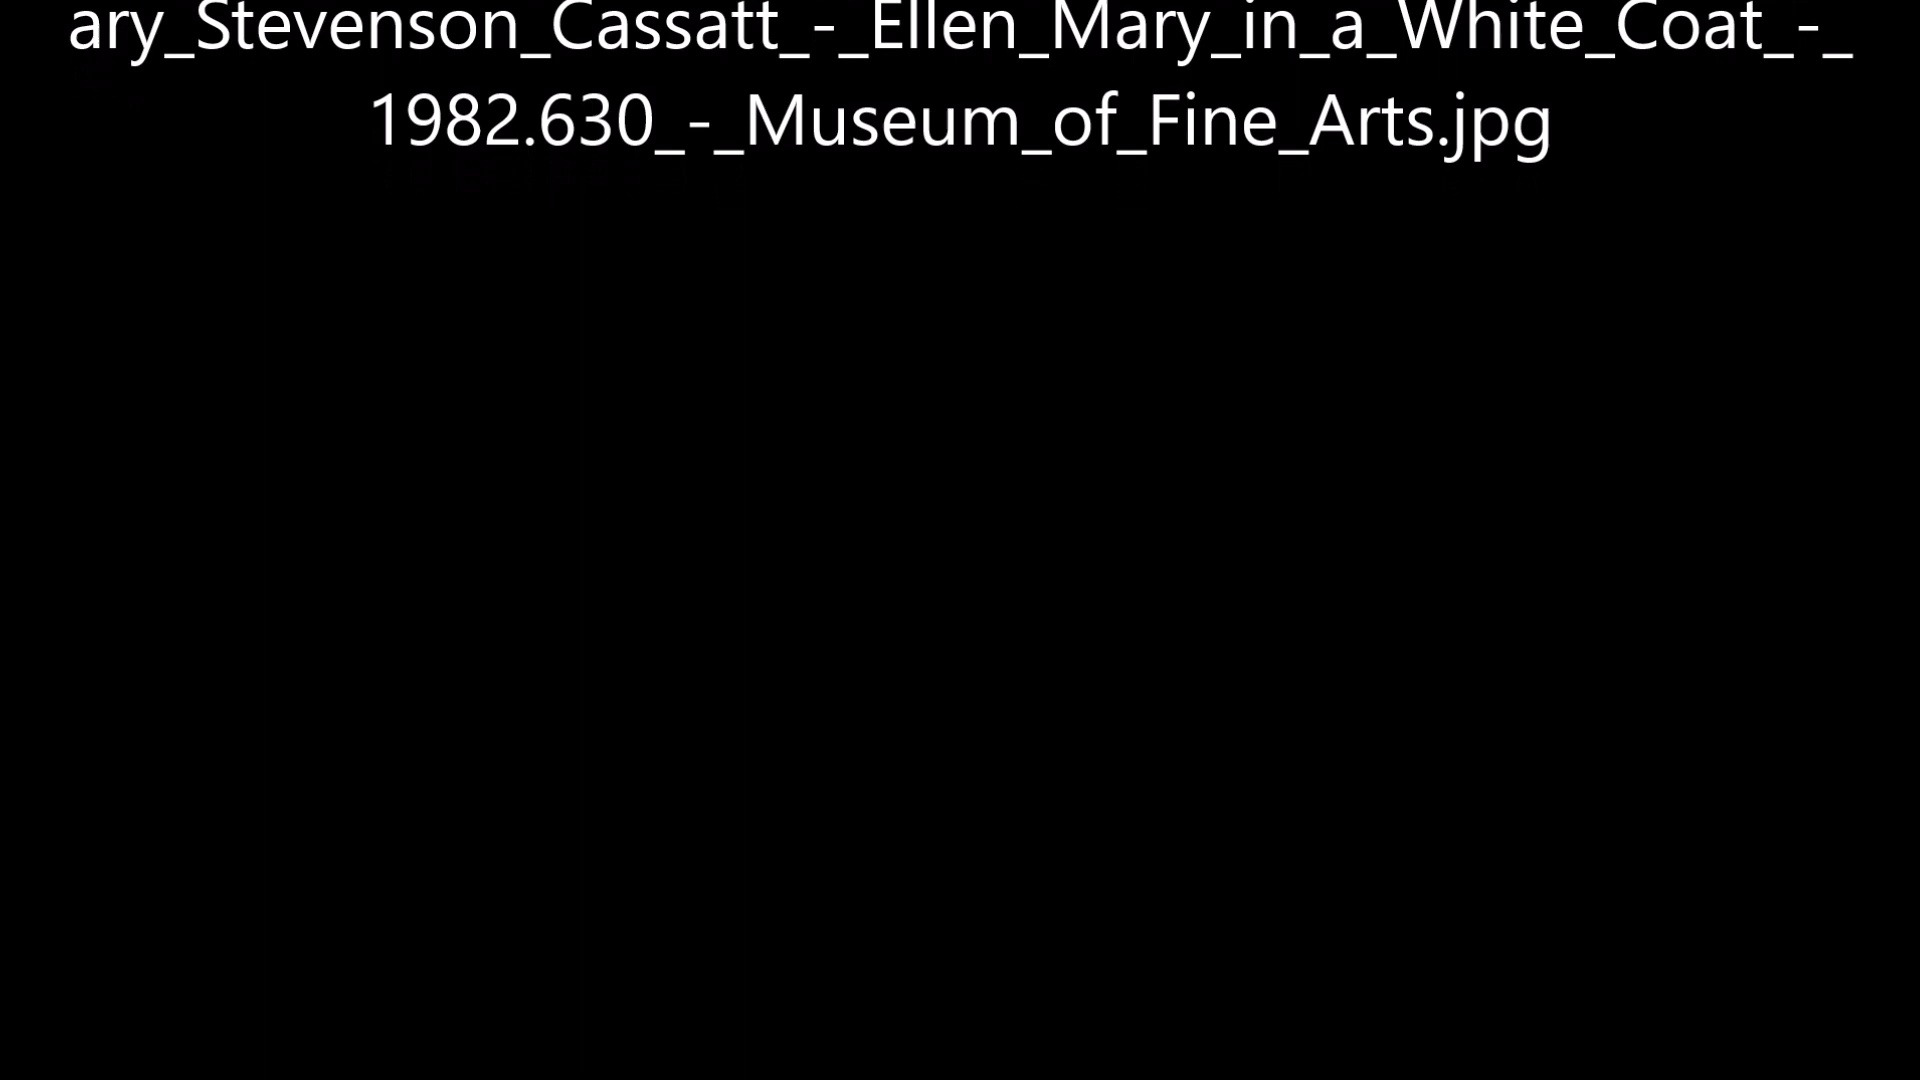 ary_Stevenson_Cassatt_-_Ellen_Mary_in_a_White_Coat_-_
1982.630_-_Museum_of_Fine_Arts.jpg